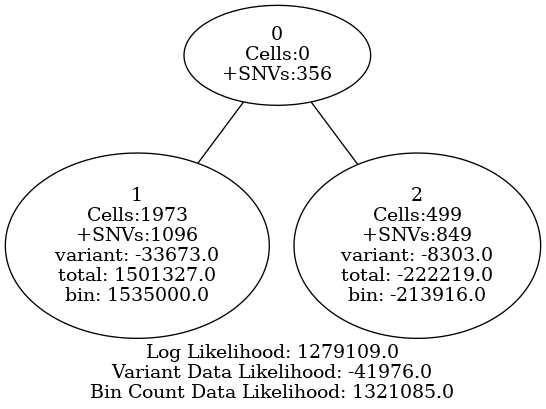 0
Cells:0
+SNVs:356
1
Cells:1973
+SNVs:1096
variant: -33673.0
total: 1501327.0
bin: 1535000.0
2
Cells:499
+SNVs:849
variant: -8303.0
total: -222219.0
bin: -213916.0
Log Likelihood: 1279109.0
Variant Data Likelihood: -41976.0
Bin Count Data Likelihood: 1321085.0